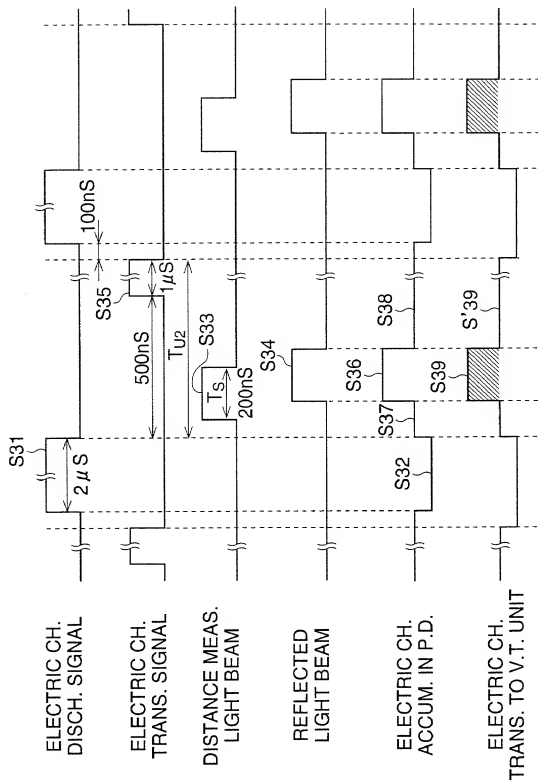 ELECTRIC CH.
DISCH. SIGNAL
S31
2μS
100nS
ELECTRIC CH.
TRANS. SIGNAL
S35
500nS
1μS
TU2
DISTANCE MEAS.
LIGHT BEAM
S33
TS
200nS
REFLECTED
LIGHT BEAM
S34
ELECTRIC CH.
ACCUM. IN P.D.
S32
S37
S36
S38
ELECTRIC CH.
TRANS. TO V.T. UNIT
S39
S'39